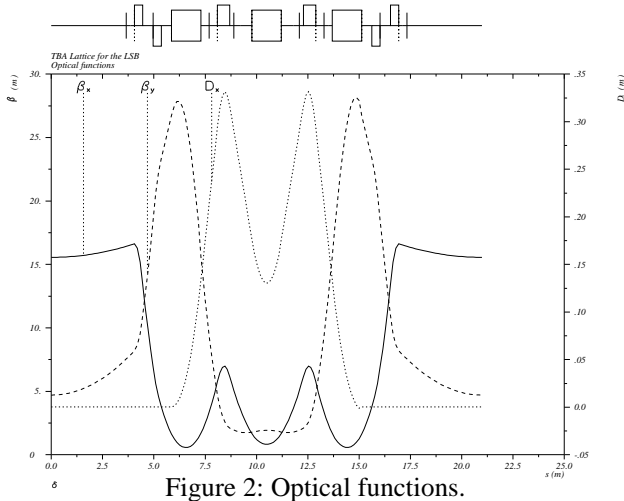 TBA Lattice for the LSB
Optical functions
β (m)
D (m)
βx βy Dx
30.
25.
20.
15.
10.
5.
0
.35
.30
.25
.20
.15
.10
.05
0.0
-.05
0.0 2.5 5.0 7.5 10.0 12.5 15.0 17.5 20.0 22.5 25.0
s (m)
δ
Figure 2: Optical functions.